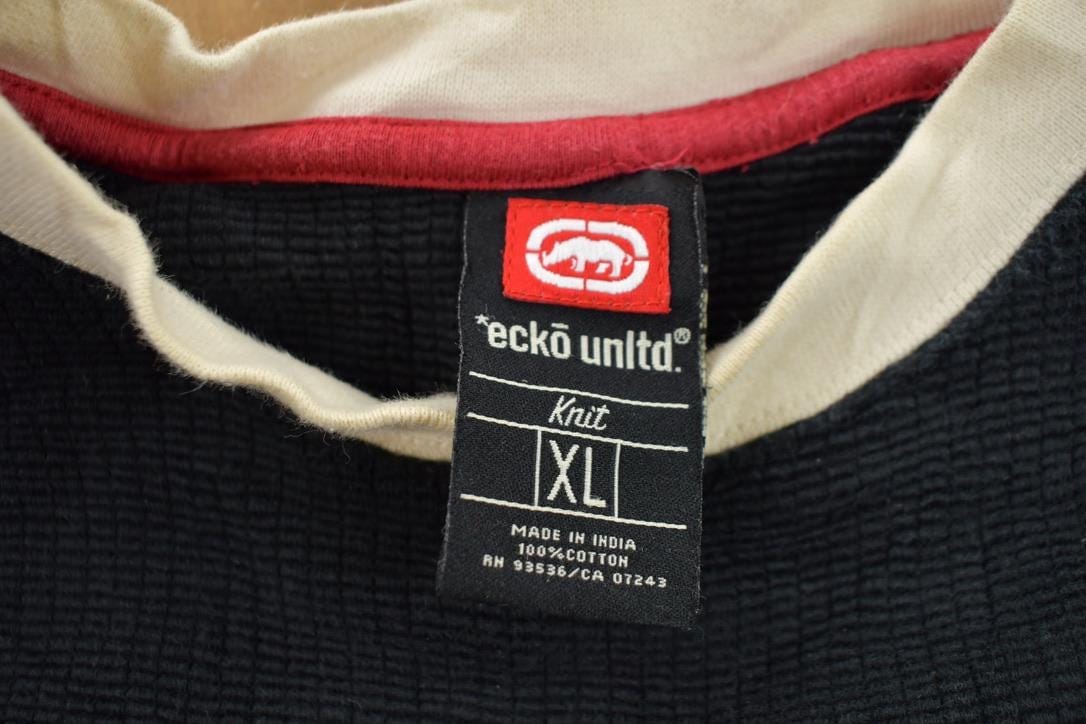 *eckō unltd.®
Knit
XL
MADE IN INDIA
100%COTTON
RN 93536/CA 07243